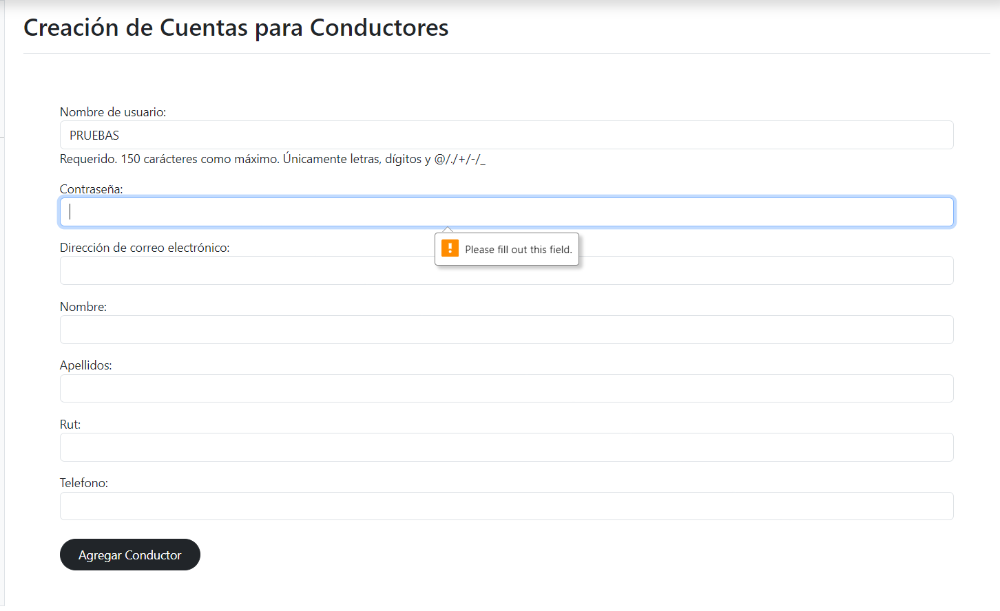 Creación de Cuentas para Conductores
Nombre de usuario:
PRUEBAS
Requerido. 150 carácteres como máximo. Únicamente letras, dígitos y @/./+/-/_
Contraseña:
Please fill out this field.
Dirección de correo electrónico:
Nombre:
Apellidos:
Rut:
Telefono:
Agregar Conductor